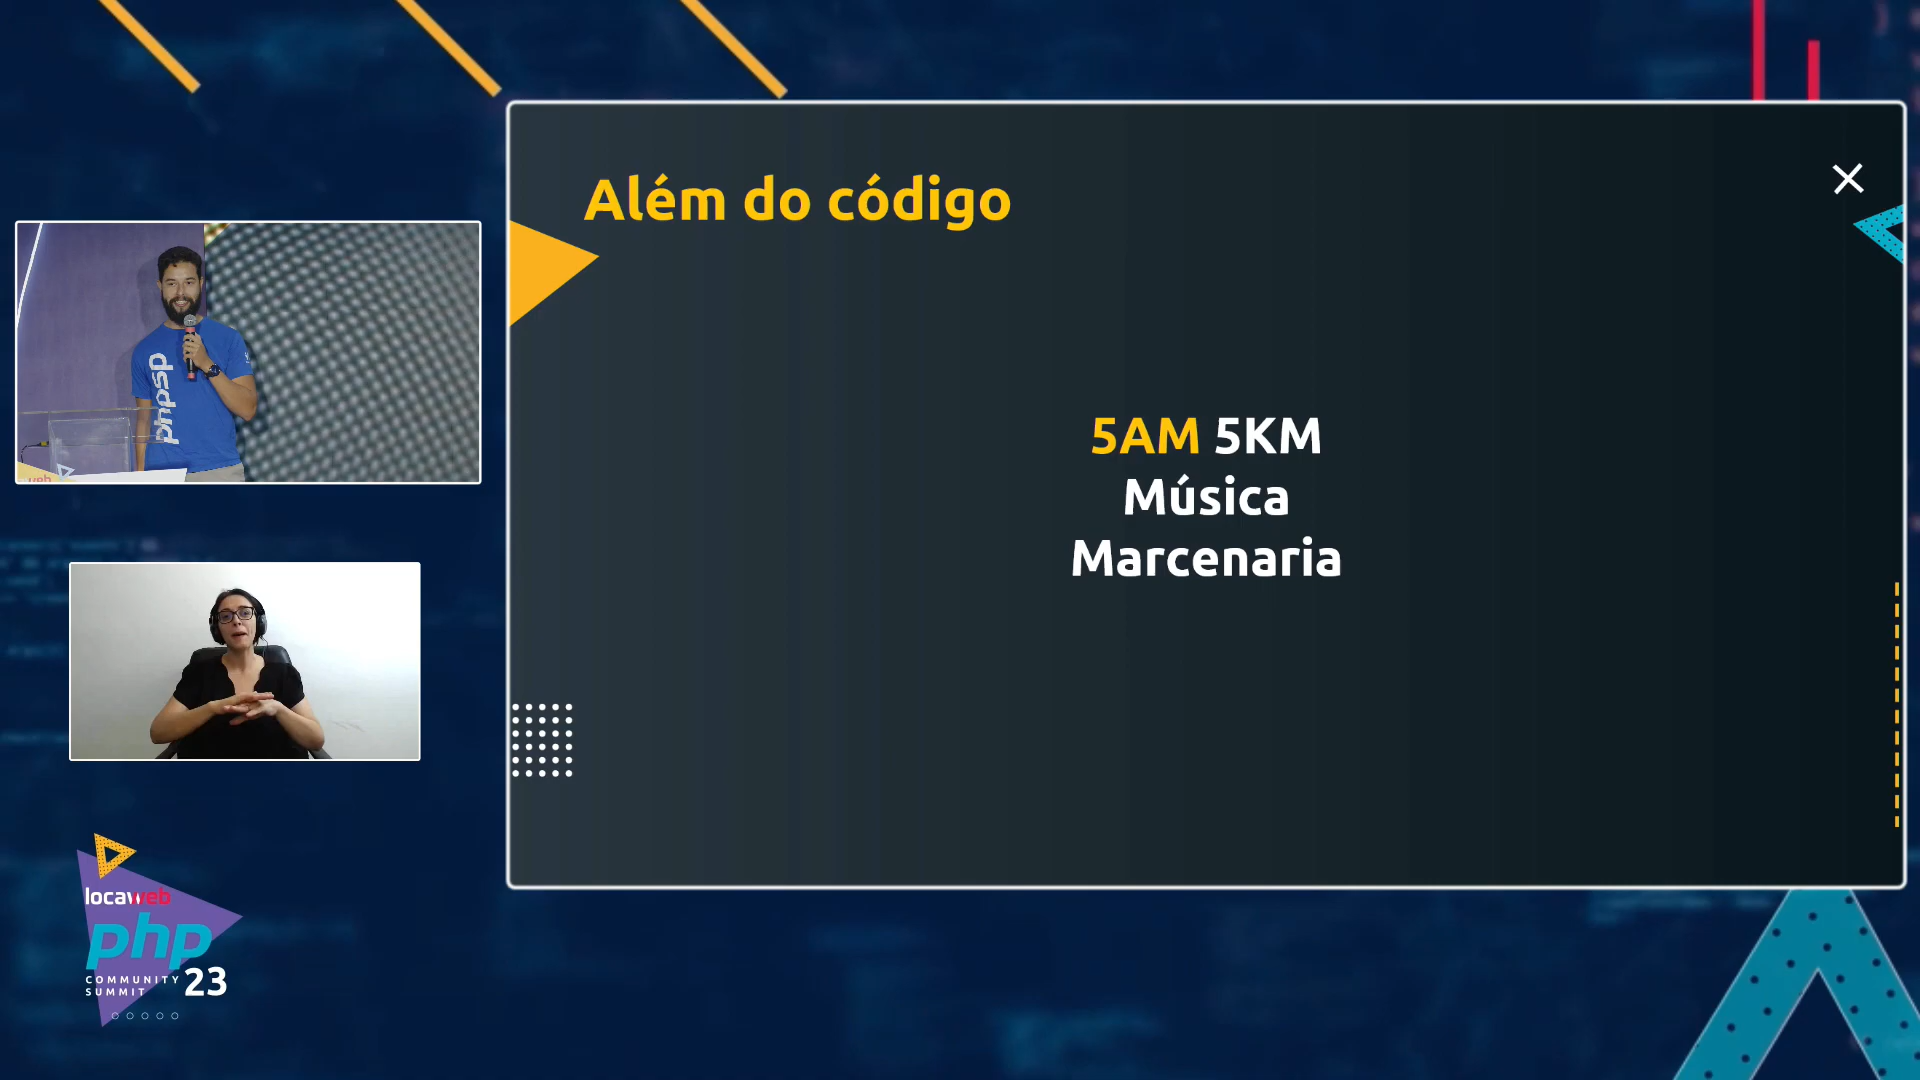 Além do código
5AM 5KM
Música
Marcenaria
phpsp
locaweb
php
COMMUNITY
SUMMIT
23